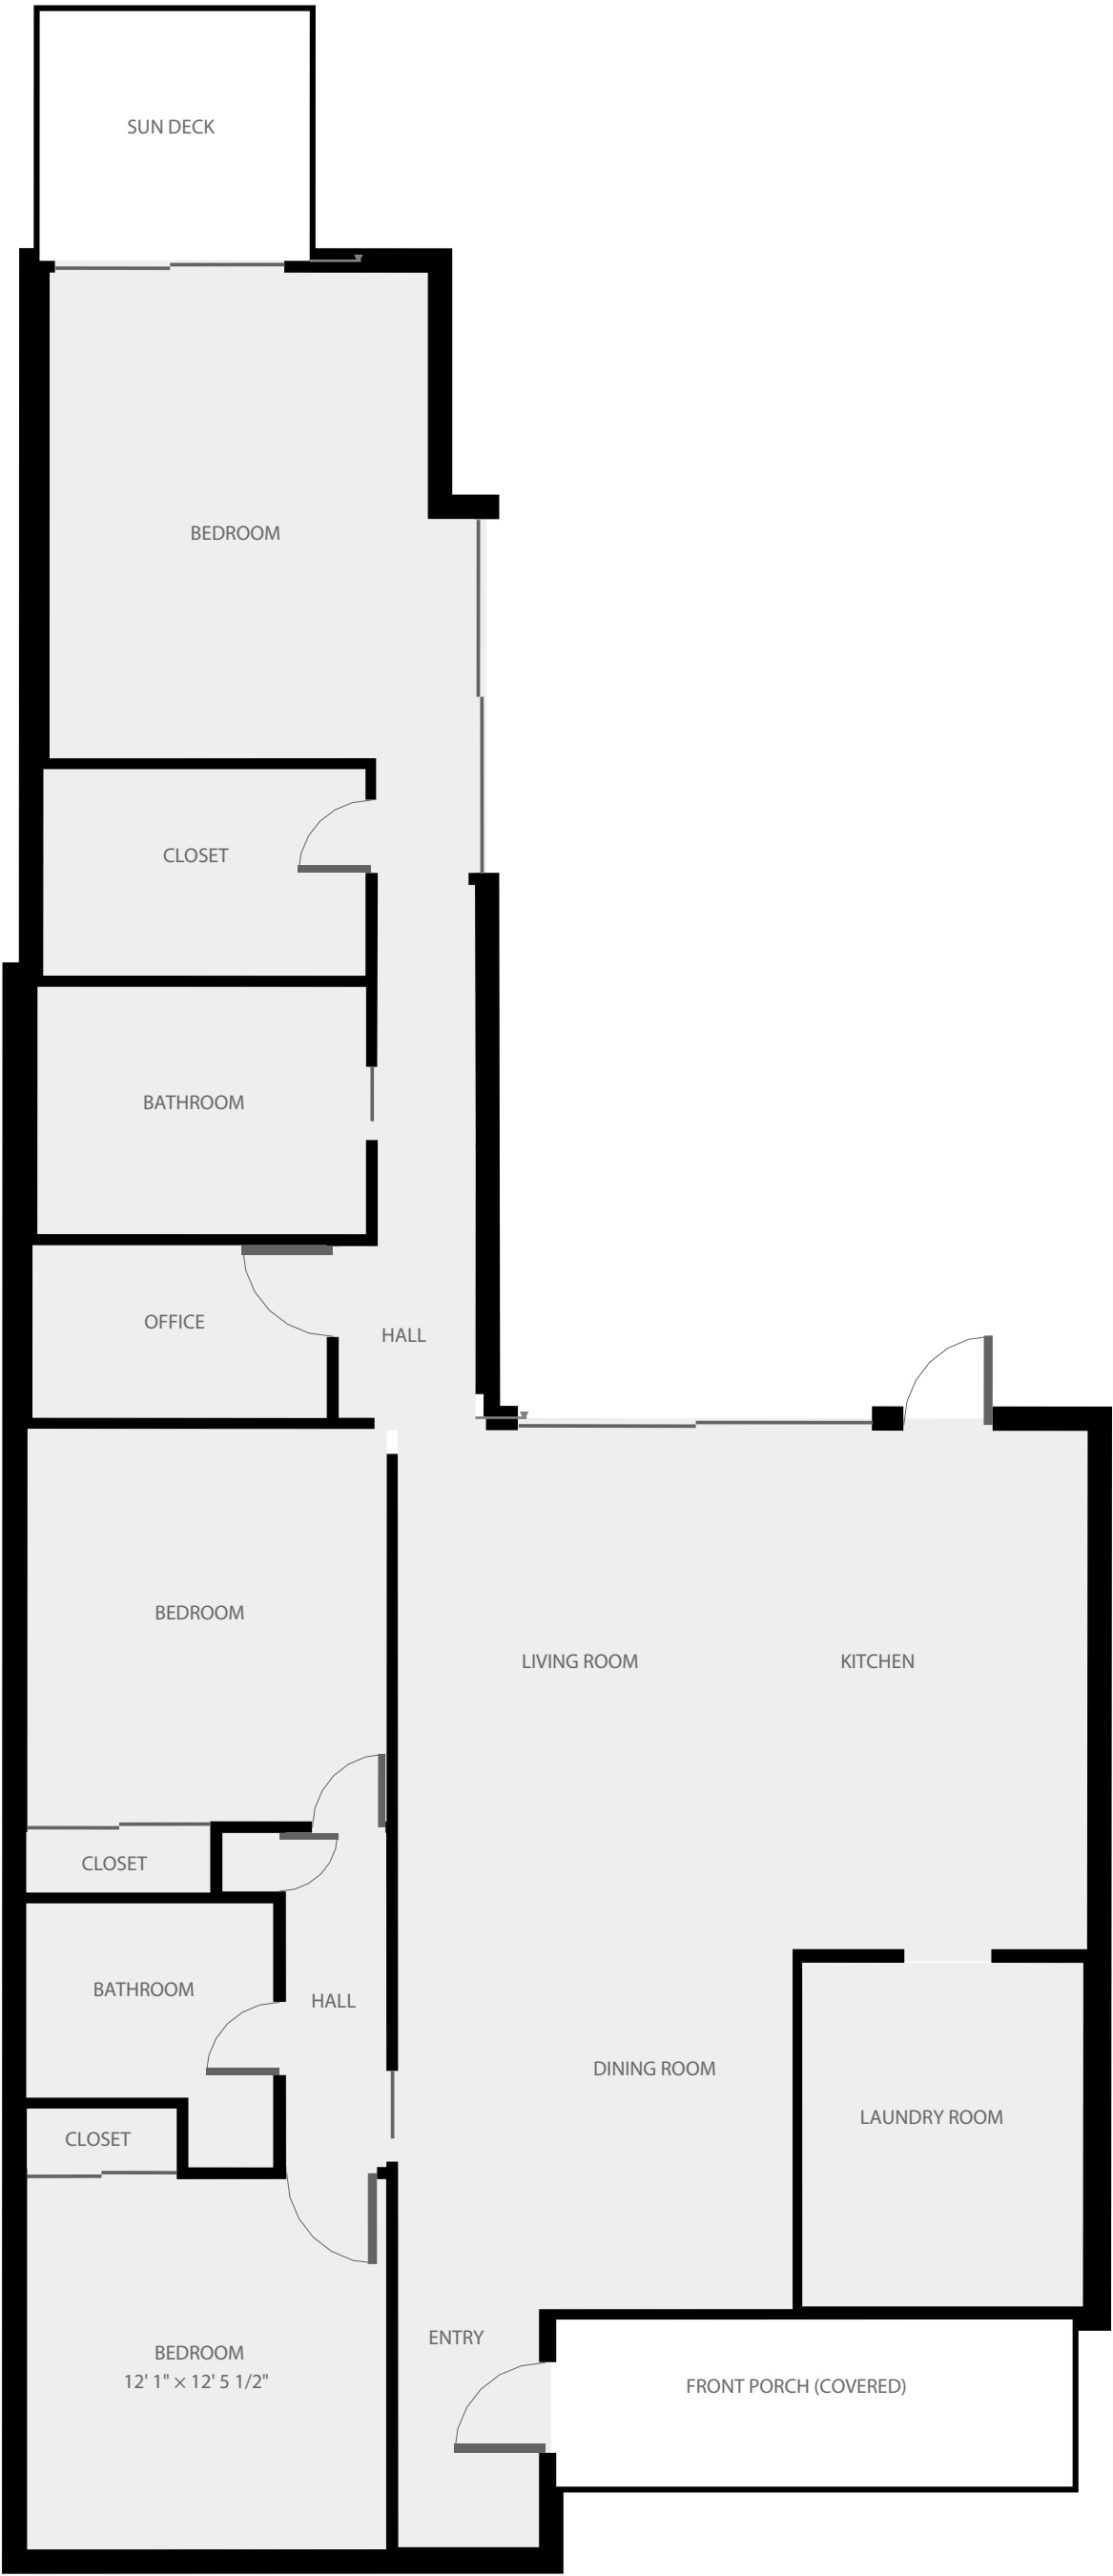 SUN DECK
BEDROOM
CLOSET
BATHROOM
OFFICE
HALL
BEDROOM
LIVING ROOM
KITCHEN
CLOSET
BATHROOM
HALL
DINING ROOM
LAUNDRY ROOM
CLOSET
ENTRY
BEDROOM
12' 1" × 12' 5 1/2"
FRONT PORCH (COVERED)